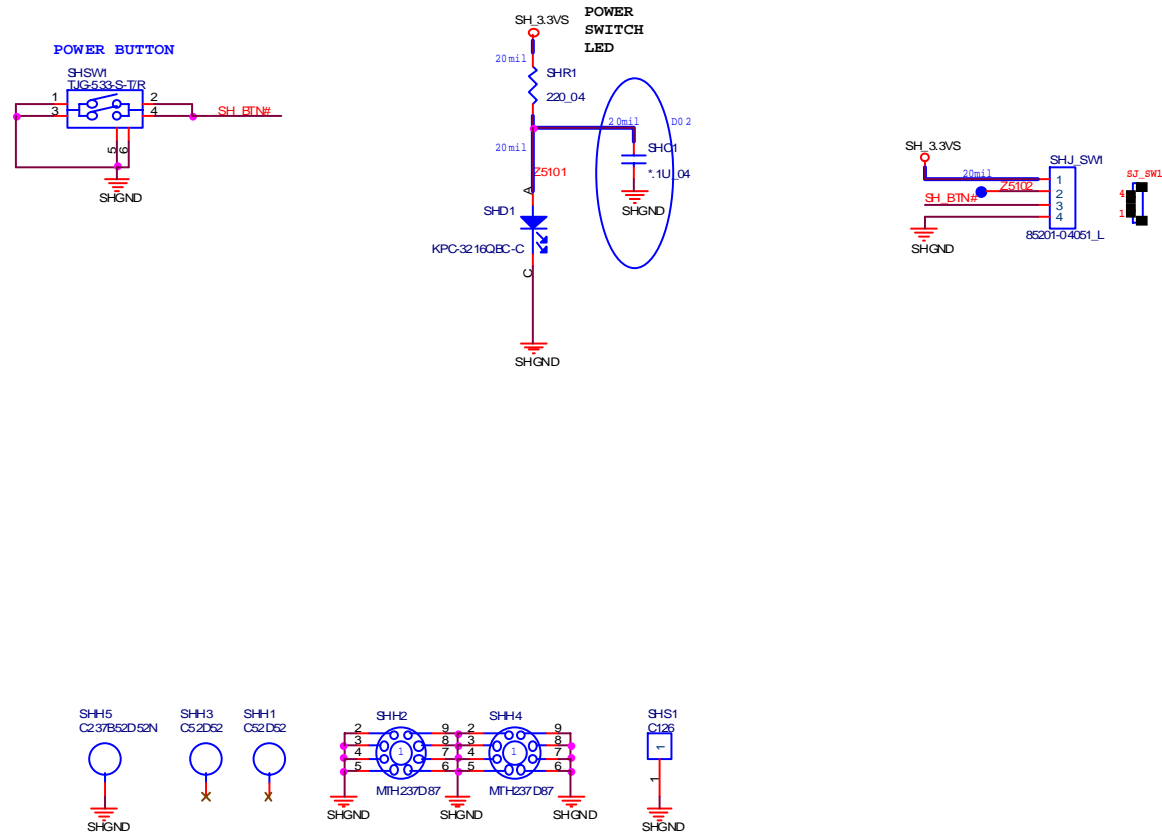 POWER BUTTON
SHSW1
TJG-533-S-T/R
1
3
2
4
5
6
SH_BTN#
SHGND
SH_3.3VS
POWER
SWITCH
LED
20mil
SHR1
220_04
20mil
D02
20mil
Z5101
SHC1
*.1U_04
SHGND
A
SHD1
KPC-3216QBC-C
C
SHGND
SH_3.3VS
20mil
Z5102
SH_BTN#
SHGND
SHJ_SW1
1
2
3
4
85201-04051_L
SJ_SW1
4
1
SHH5
C237B52D52N
SHGND
SHH3
C52D52
SHH1
C52D52
SHH2
2
3
4
5
1
9
8
7
6
MTH237D87
SHGND
SHH4
2
3
4
5
1
9
8
7
6
MTH237D87
SHGND
SHGND
SHS1
C126
1
1
SHGND